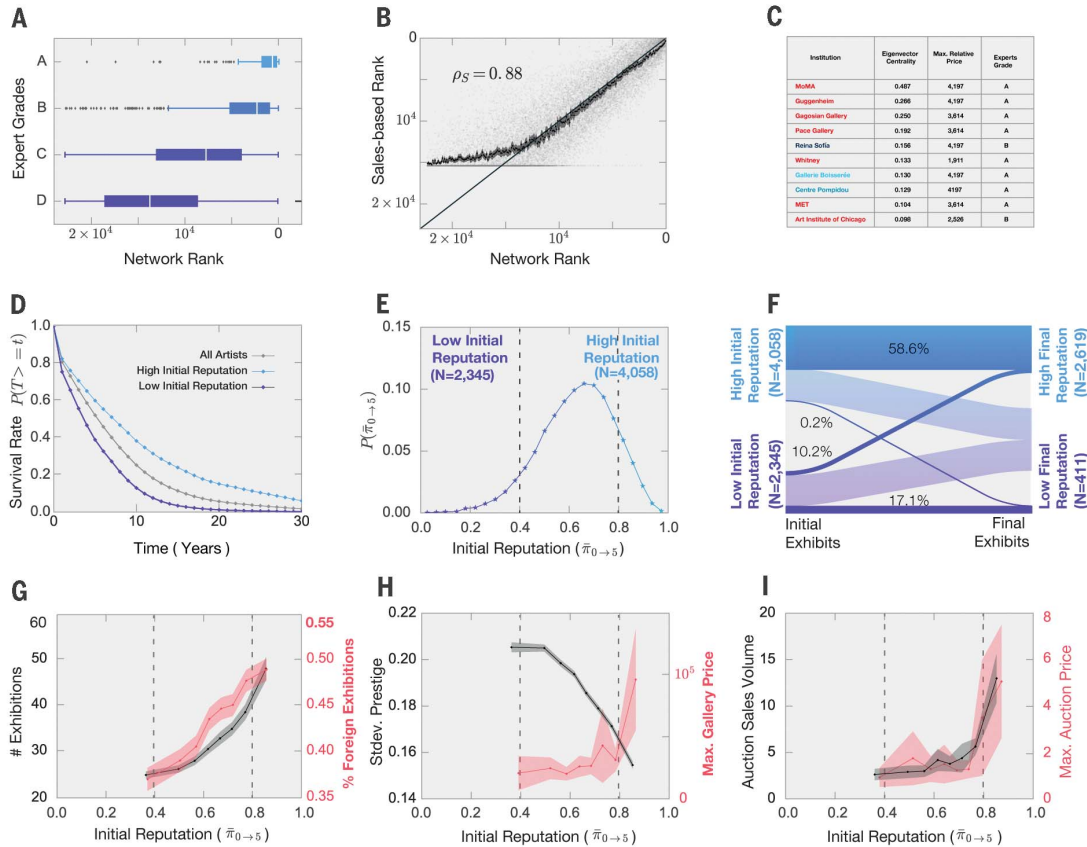 A
Expert Grades
A
B
C
D
2 × 10⁴
10⁴
0
Network Rank
B
Sales-based Rank
0
10⁴
2 × 10⁴
ρS = 0.88
2 × 10⁴
10⁴
0
Network Rank
C
Institution Eigenvector Centrality Max. Relative Price Experts Grade
MoMA 0.487 4,197 A
Guggenheim 0.266 4,197 A
Gagosian Gallery 0.250 3,614 A
Pace Gallery 0.192 3,614 A
Reina Sofía 0.156 4,197 B
Whitney 0.133 1,911 A
Gallerie Boisserée 0.130 4,197 A
Centre Pompidou 0.129 4197 A
MET 0.104 3,614 A
Art Institute of Chicago 0.098 2,526 B
D
Survival Rate P(T >= t)
1.0
0.8
0.6
0.4
0.2
0.0
All Artists
High Initial Reputation
Low Initial Reputation
0 5 10 15 20 25 30
Time ( Years )
E
P(π̄0→5)
0.15
0.10
0.05
0.00
Low Initial
Reputation
(N=2,345)
High Initial
Reputation
(N=4,058)
0.0 0.2 0.4 0.6 0.8 1.0
Initial Reputation ( π̄0→5 )
F
High Initial
Reputation
(N=4,058)
Low Initial
Reputation
(N=2,345)
58.6%
0.2%
10.2%
17.1%
High Final
Reputation
(N=2,619)
Low Final
Reputation
(N=411)
Initial
Exhibits
Final
Exhibits
G
# Exhibitions
60
50
40
30
20
0.55
0.50
0.45
0.40
0.35
% Foreign Exhibitions
0.0 0.2 0.4 0.6 0.8 1.0
Initial Reputation ( π̄0→5 )
H
Stdev. Prestige
0.22
0.20
0.18
0.16
0.14
10⁵
0
Max. Gallery Price
0.0 0.2 0.4 0.6 0.8 1.0
Initial Reputation ( π̄0→5 )
I
Auction Sales Volume
20
15
10
5
0
8
6
4
2
0
Max. Auction Price
0.0 0.2 0.4 0.6 0.8 1.0
Initial Reputation ( π̄0→5 )